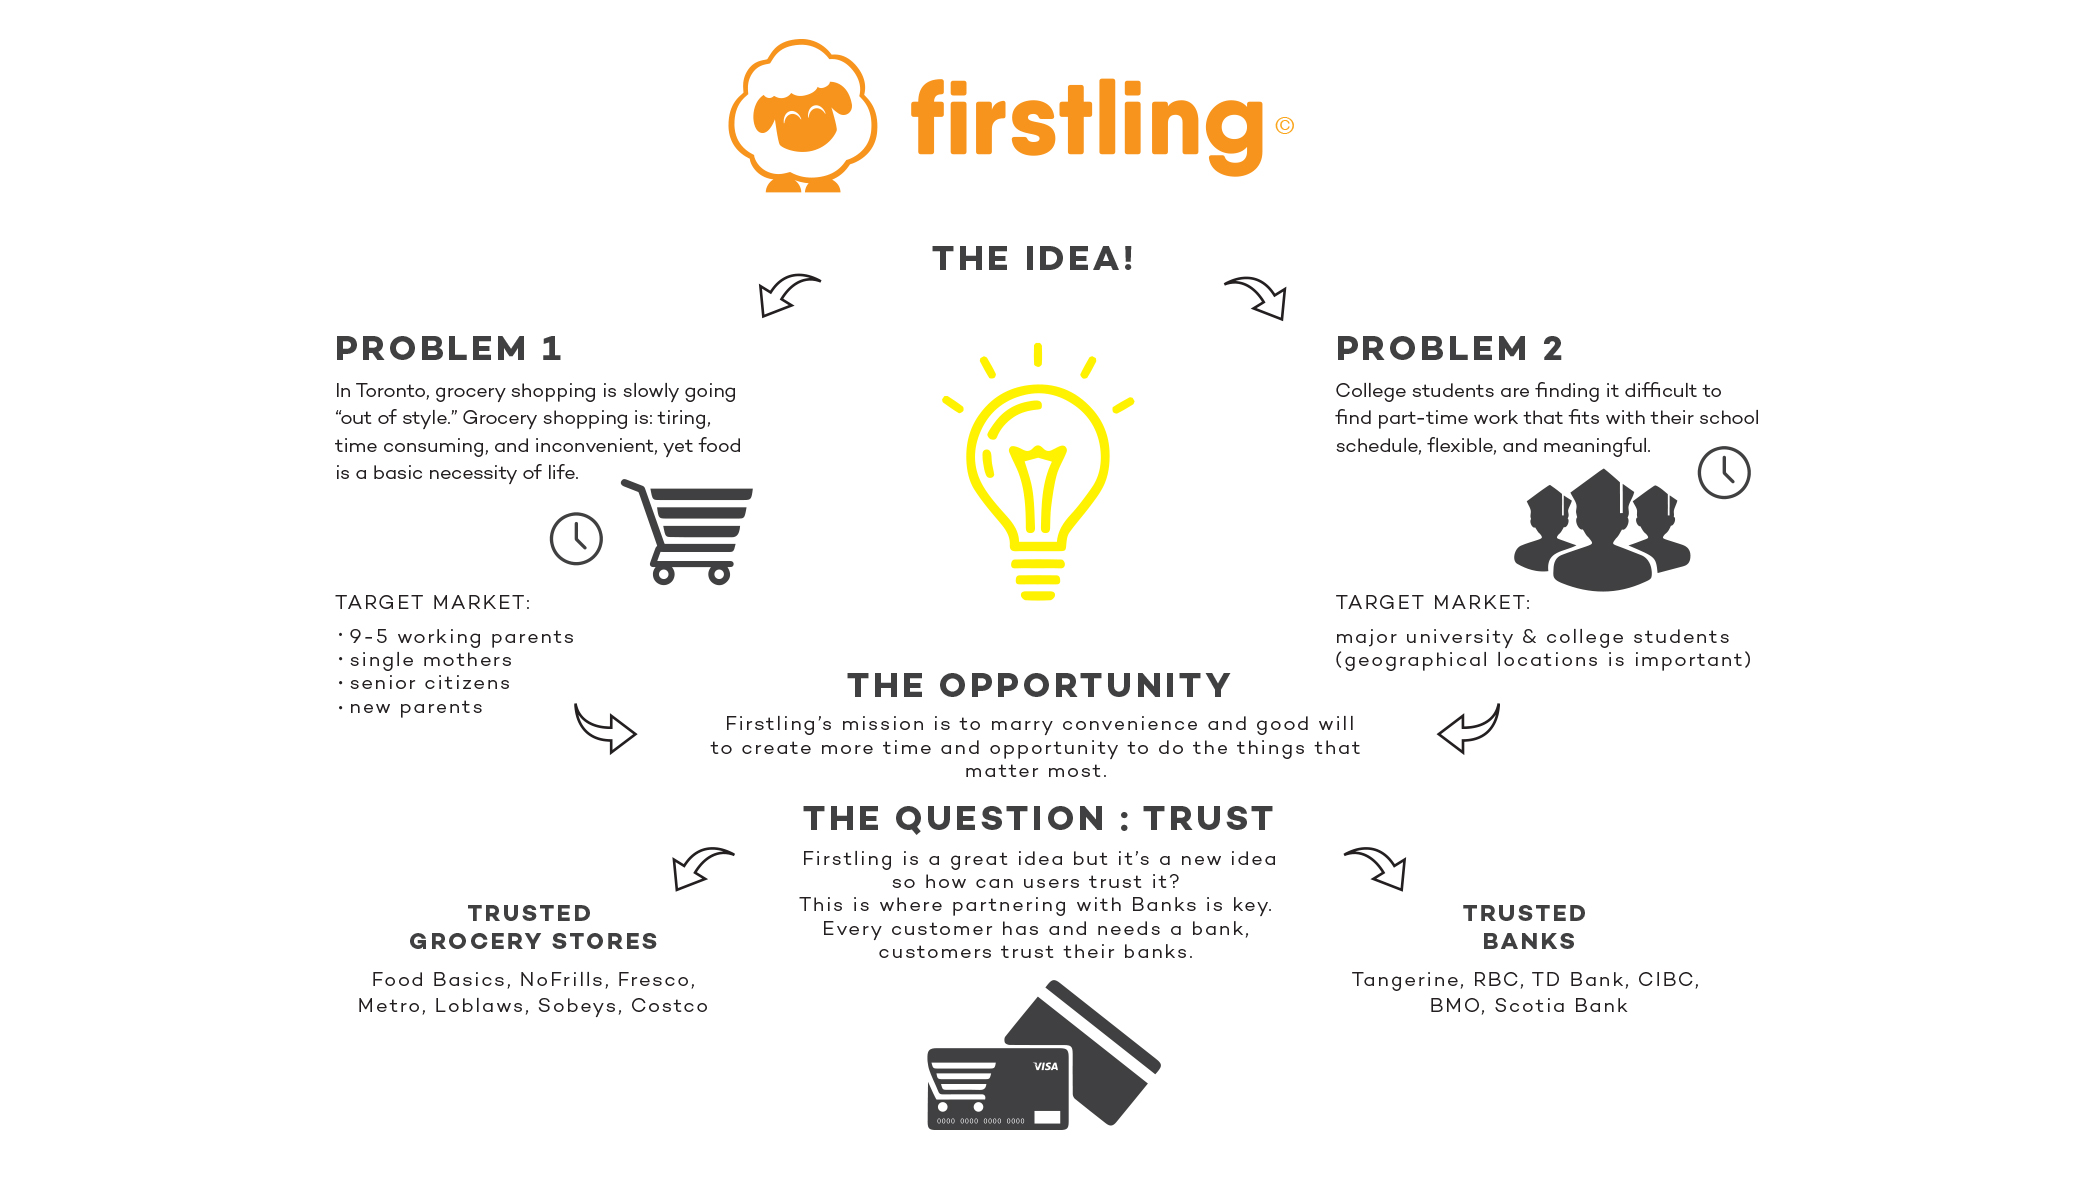 firstling ©
THE IDEA!
PROBLEM 1
In Toronto, grocery shopping is slowly going
“out of style.” Grocery shopping is: tiring,
time consuming, and inconvenient, yet food
is a basic necessity of life.
TARGET MARKET:
· 9-5 working parents
· single mothers
· senior citizens
· new parents
PROBLEM 2
College students are finding it difficult to
find part-time work that fits with their school
schedule, flexible, and meaningful.
TARGET MARKET:
major university & college students
(geographical locations is important)
THE OPPORTUNITY
Firstling’s mission is to marry convenience and good will
to create more time and opportunity to do the things that
matter most.
THE QUESTION : TRUST
Firstling is a great idea but it’s a new idea
so how can users trust it?
This is where partnering with Banks is key.
Every customer has and needs a bank,
customers trust their banks.
TRUSTED
GROCERY STORES
Food Basics, NoFrills, Fresco,
Metro, Loblaws, Sobeys, Costco
TRUSTED
BANKS
Tangerine, RBC, TD Bank, CIBC,
BMO, Scotia Bank
VISA
0000 0000 0000 0000